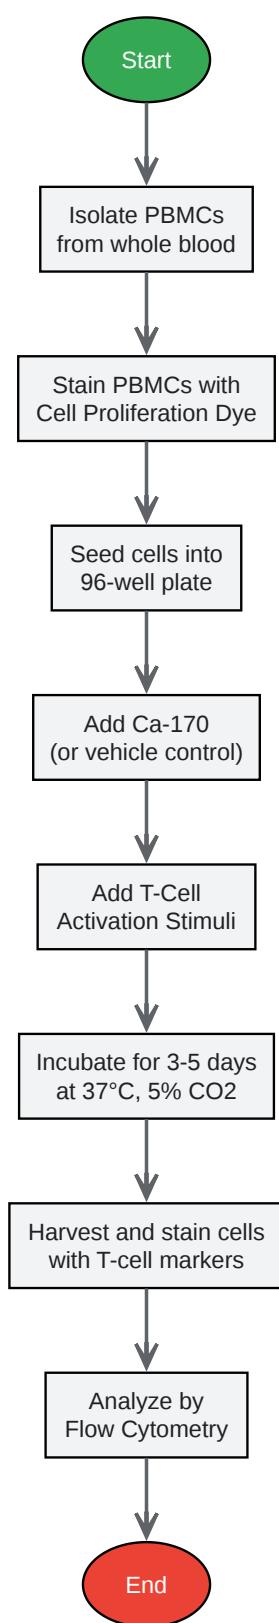 Start
Isolate PBMCs
from whole blood
Stain PBMCs with
Cell Proliferation Dye
Seed cells into
96-well plate
Add Ca-170
(or vehicle control)
Add T-Cell
Activation Stimuli
Incubate for 3-5 days
at 37°C, 5% CO2
Harvest and stain cells
with T-cell markers
Analyze by
Flow Cytometry
End